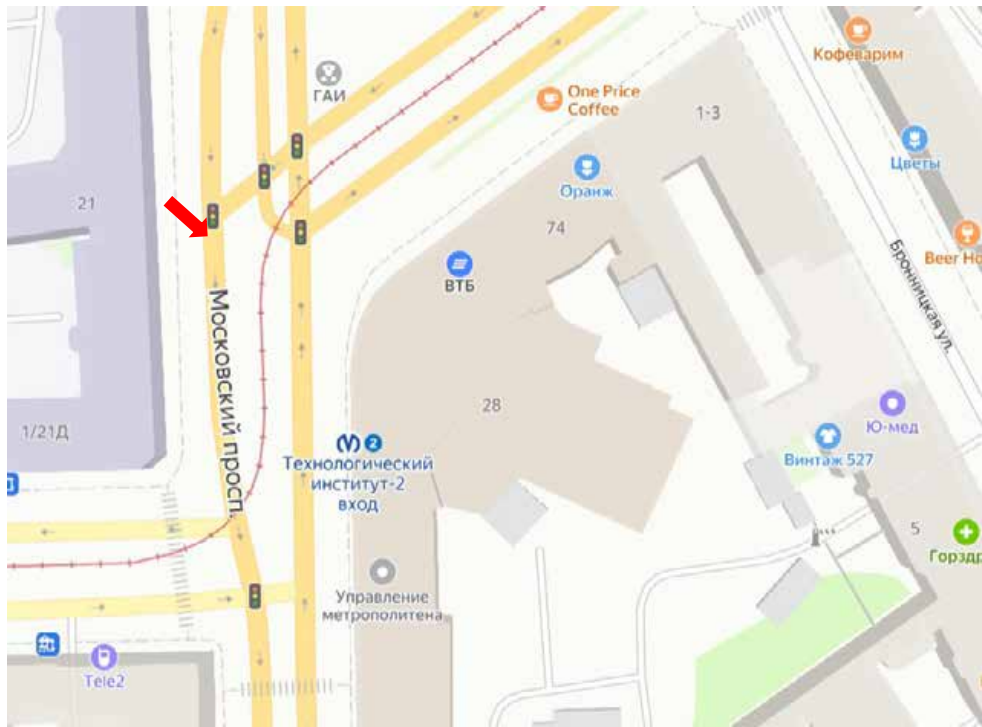 Кофеварим
ГАИ
One Price
Coffee
1-3
Цветы
21
Оранж
74
Beer Ho
ВТБ
Бронницкая ул.
Московский просп.
28
Ю-мед
1/21Д
2
Технологический
институт-2
вход
Винтаж 527
5
Горздр
Управление
метрополитена
Tele2